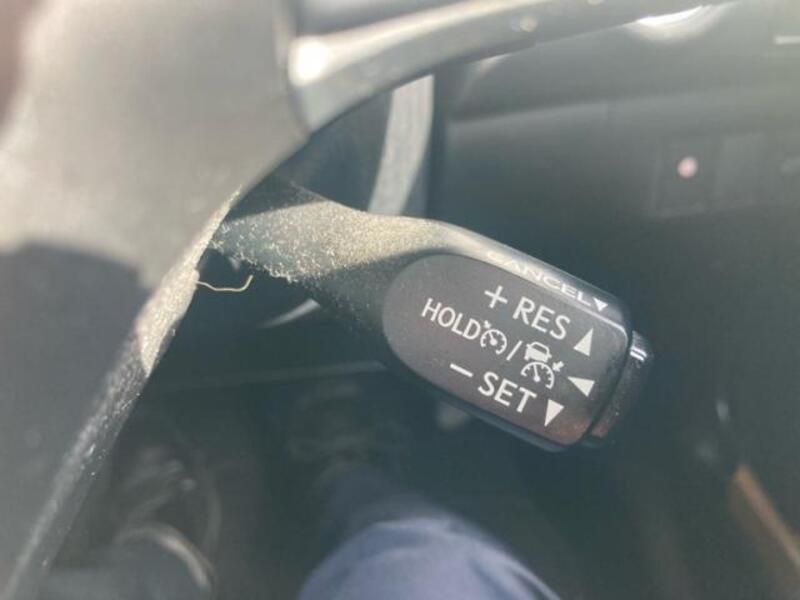 CANCEL▼
+ RES ▲
HOLD / ◀
− SET ▼